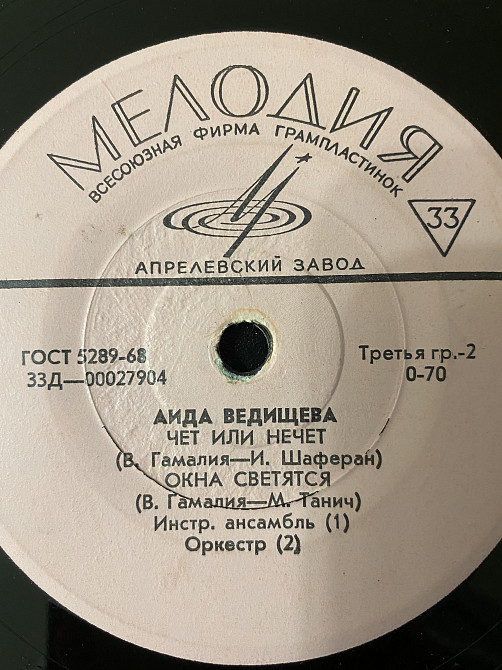 МЕЛОДИЯ
ВСЕСОЮЗНАЯ ФИРМА ГРАМПЛАСТИНОК
33
АПРЕЛЕВСКИЙ ЗАВОД
ГОСТ 5289-68
33Д—00027904
Третья гр.-2
0-70
АИДА ВЕДИЩЕВА
ЧЕТ ИЛИ НЕЧЕТ
(В. Гамалия—И. Шаферан)
ОКНА СВЕТЯТСЯ
(В. Гамалия—М. Танич)
Инстр. ансамбль (1)
Оркестр (2)